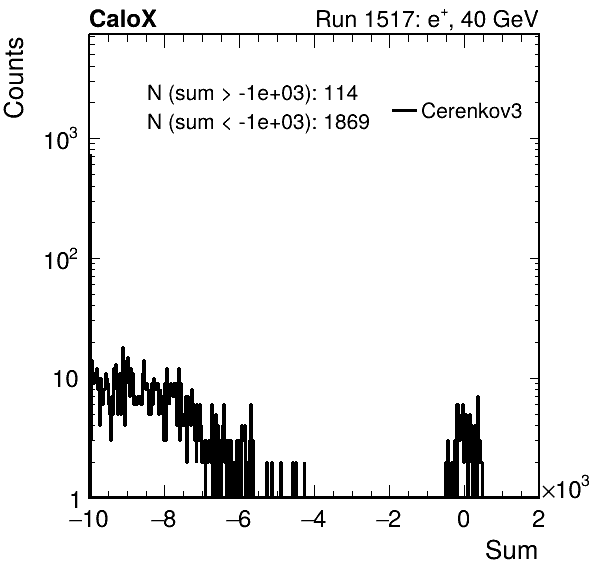 CaloX
Run 1517: e+, 40 GeV
Counts
N (sum > -1e+03): 114
N (sum < -1e+03): 1869
Cerenkov3
10³
10²
10
1
−10 −8 −6 −4 −2 0 2
×10³
Sum